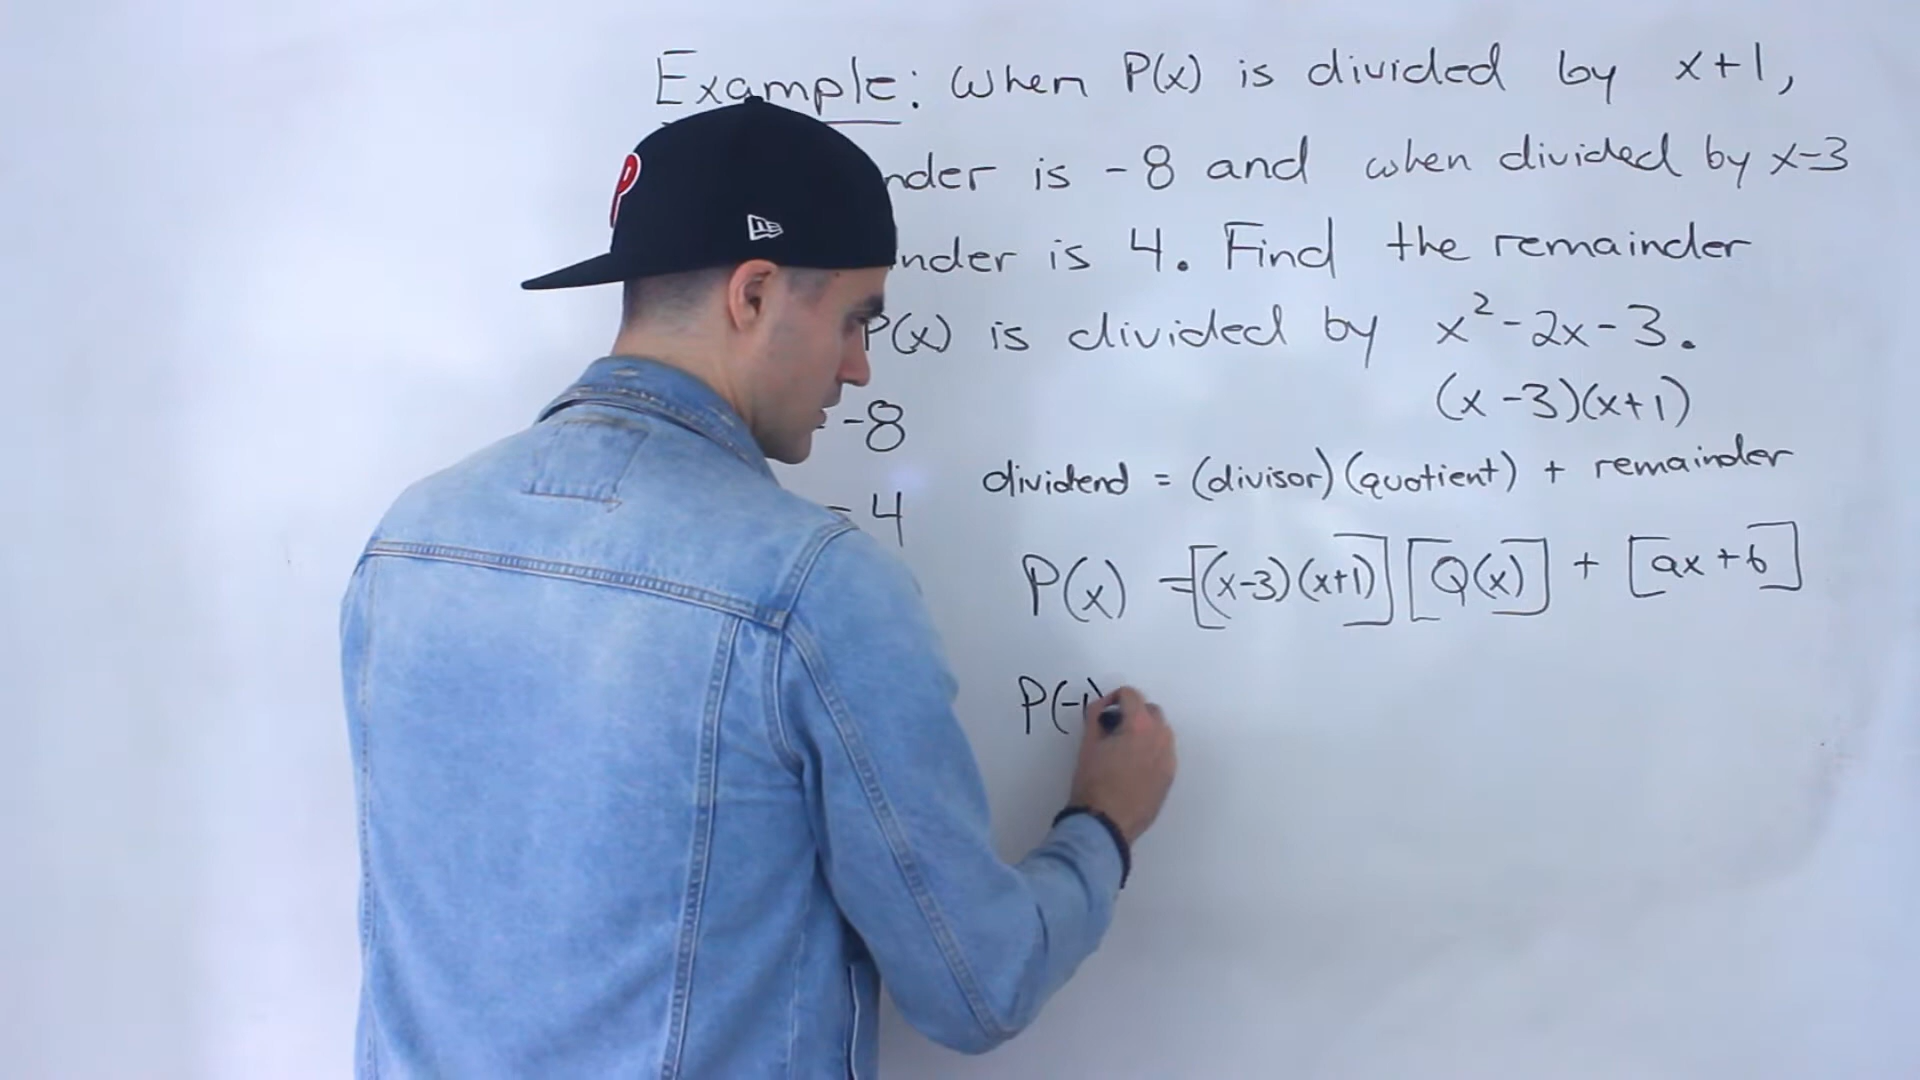 Example: When P(x) is divided by x+1,
nder is -8 and when divided by x-3
inder is 4. Find the remainder
P(x) is divided by x²-2x-3.
(x-3)(x+1)
= -8
dividend = (divisor)(quotient) + remainder
= 4
P(x) = [(x-3)(x+1)] [Q(x)] + [ax+b]
P(-1)
P